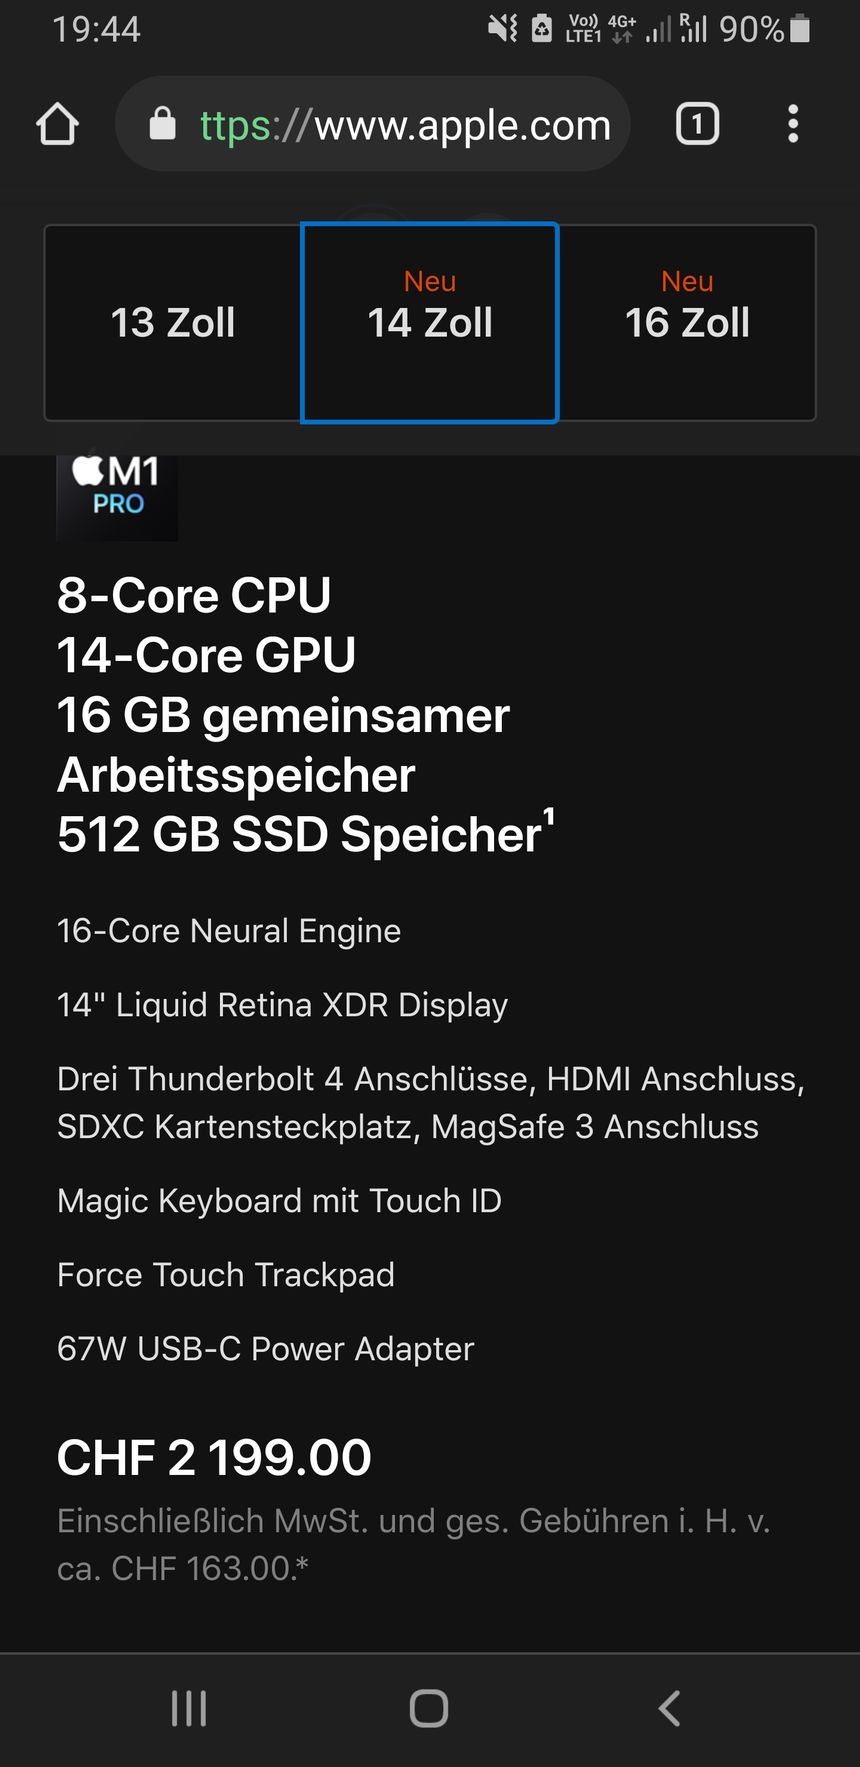 19:44
Vo)) 4G+ R 90%
LTE1
ttps://www.apple.com 1
Neu Neu
13 Zoll 14 Zoll 16 Zoll
M1
PRO
8-Core CPU
14-Core GPU
16 GB gemeinsamer
Arbeitsspeicher
512 GB SSD Speicher¹
16-Core Neural Engine
14" Liquid Retina XDR Display
Drei Thunderbolt 4 Anschlüsse, HDMI Anschluss,
SDXC Kartensteckplatz, MagSafe 3 Anschluss
Magic Keyboard mit Touch ID
Force Touch Trackpad
67W USB-C Power Adapter
CHF 2 199.00
Einschließlich MwSt. und ges. Gebühren i. H. v.
ca. CHF 163.00.*